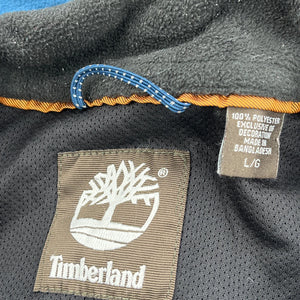 100% POLYESTER
EXCLUSIVE OF
DECORATION
MADE IN
BANGLADESH
L/G
®
Timberland